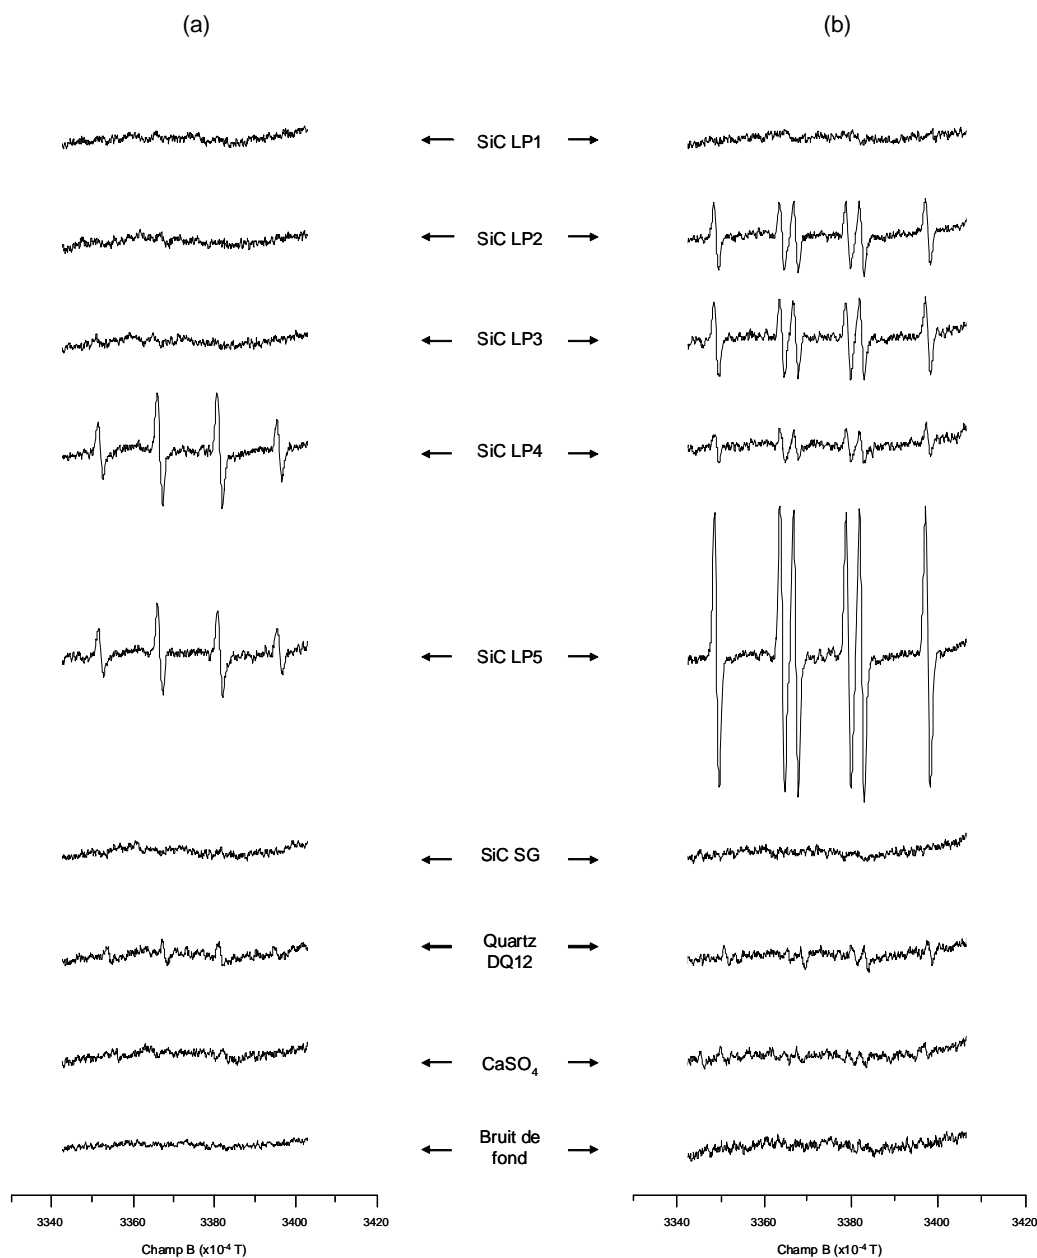 (a)
(b)
SiC LP1
SiC LP2
SiC LP3
SiC LP4
SiC LP5
SiC SG
Quartz
DQ12
CaSO4
Bruit de
fond
3340 3360 3380 3400 3420
Champ B (x10-4 T)
3340 3360 3380 3400 3420
Champ B (x10-4 T)